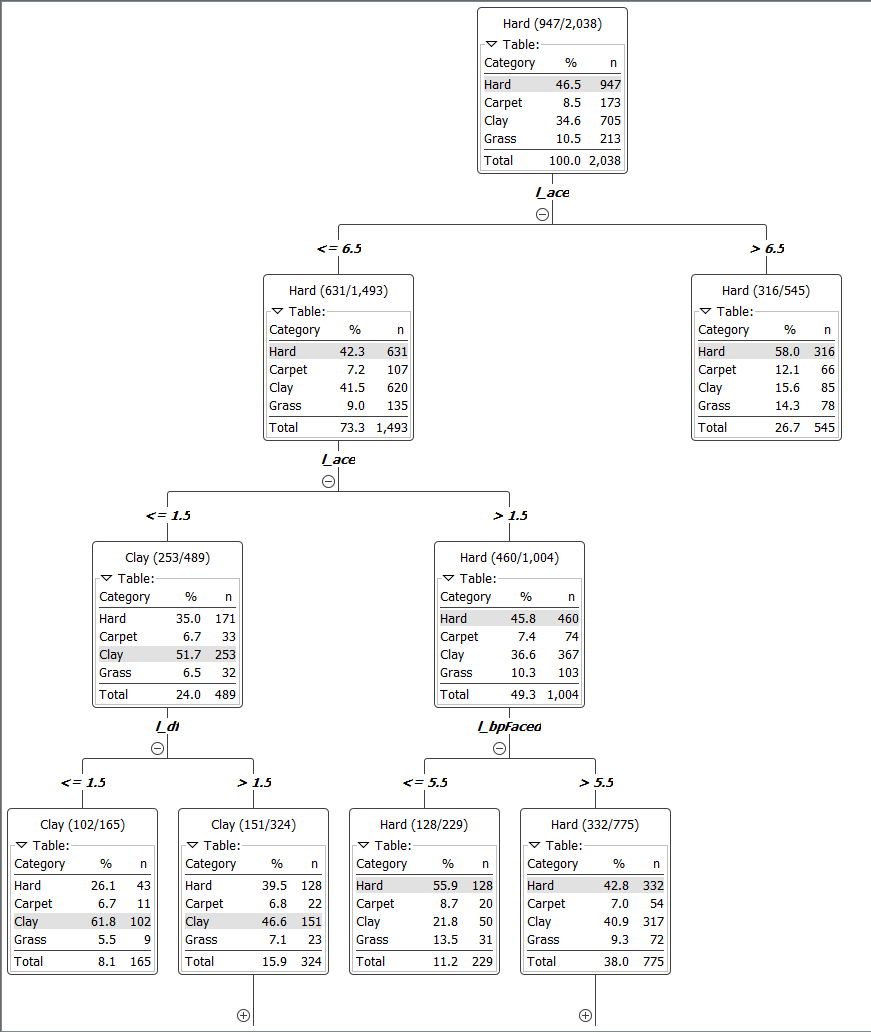 Hard (947/2,038)
Table:
Category % n
Hard 46.5 947
Carpet 8.5 173
Clay 34.6 705
Grass 10.5 213
Total 100.0 2,038
l_ace
<= 6.5
> 6.5
Hard (631/1,493)
Table:
Category % n
Hard 42.3 631
Carpet 7.2 107
Clay 41.5 620
Grass 9.0 135
Total 73.3 1,493
Hard (316/545)
Table:
Category % n
Hard 58.0 316
Carpet 12.1 66
Clay 15.6 85
Grass 14.3 78
Total 26.7 545
l_ace
<= 1.5
> 1.5
Clay (253/489)
Table:
Category % n
Hard 35.0 171
Carpet 6.7 33
Clay 51.7 253
Grass 6.5 32
Total 24.0 489
Hard (460/1,004)
Table:
Category % n
Hard 45.8 460
Carpet 7.4 74
Clay 36.6 367
Grass 10.3 103
Total 49.3 1,004
l_df
l_bpFaced
<= 1.5
> 1.5
<= 5.5
> 5.5
Clay (102/165)
Table:
Category % n
Hard 26.1 43
Carpet 6.7 11
Clay 61.8 102
Grass 5.5 9
Total 8.1 165
Clay (151/324)
Table:
Category % n
Hard 39.5 128
Carpet 6.8 22
Clay 46.6 151
Grass 7.1 23
Total 15.9 324
Hard (128/229)
Table:
Category % n
Hard 55.9 128
Carpet 8.7 20
Clay 21.8 50
Grass 13.5 31
Total 11.2 229
Hard (332/775)
Table:
Category % n
Hard 42.8 332
Carpet 7.0 54
Clay 40.9 317
Grass 9.3 72
Total 38.0 775